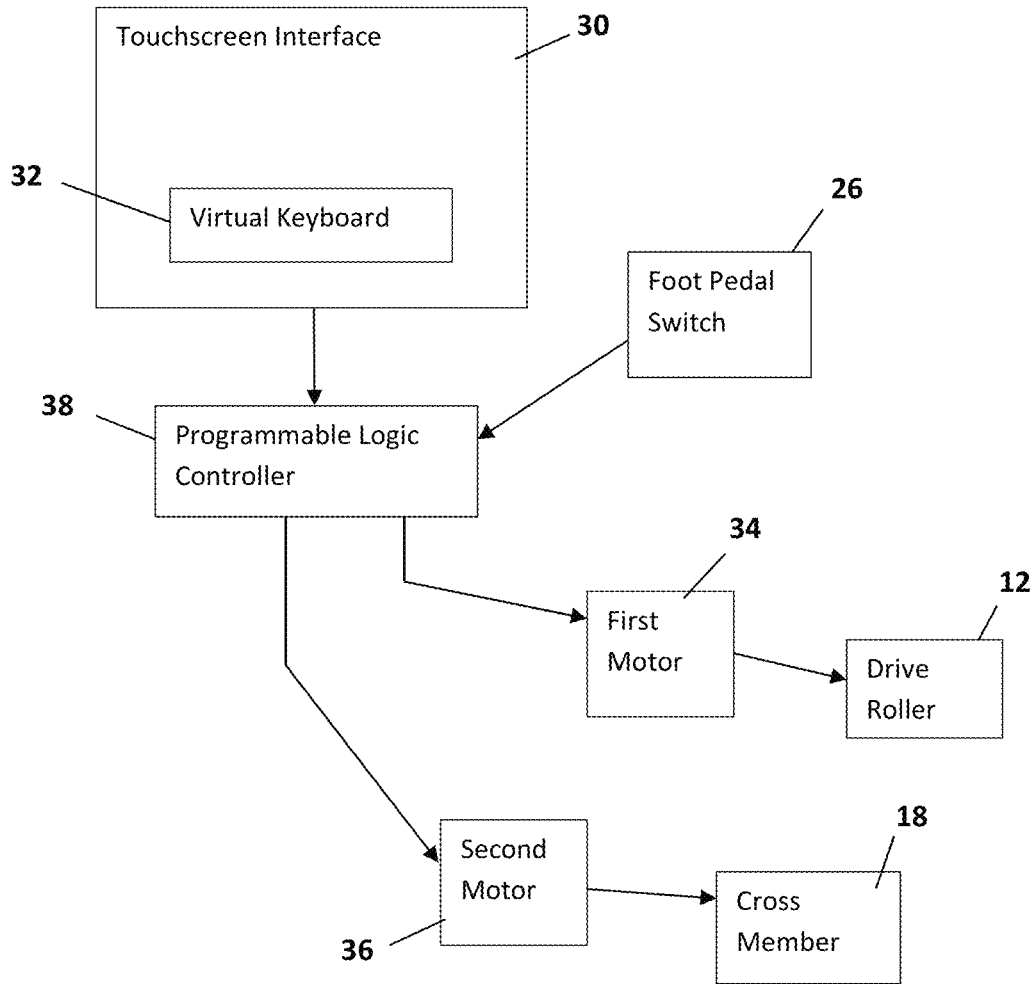 Touchscreen Interface
30
32
Virtual Keyboard
26
Foot Pedal
Switch
38
Programmable Logic
Controller
34
First
Motor
12
Drive
Roller
Second
Motor
36
18
Cross
Member